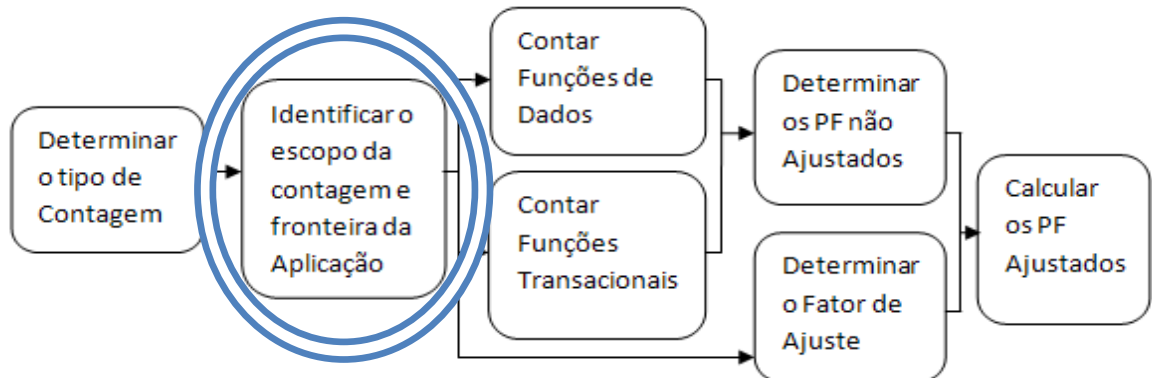 Determinar
o tipo de
Contagem
Identificar o
escopo da
contagem e
fronteira da
Aplicação
Contar
Funções de
Dados
Contar
Funções
Transacionais
Determinar
os PF não
Ajustados
Determinar
o Fator de
Ajuste
Calcular
os PF
Ajustados